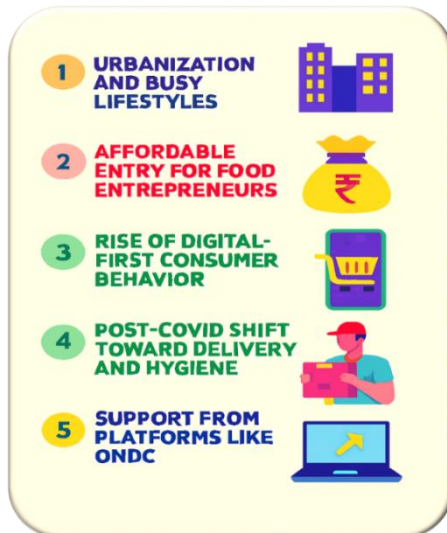 1 URBANIZATION
AND BUSY
LIFESTYLES
2 AFFORDABLE
ENTRY FOR FOOD
ENTREPRENEURS
₹
3 RISE OF DIGITAL-
FIRST CONSUMER
BEHAVIOR
4 POST-COVID SHIFT
TOWARD DELIVERY
AND HYGIENE
5 SUPPORT FROM
PLATFORMS LIKE
ONDC